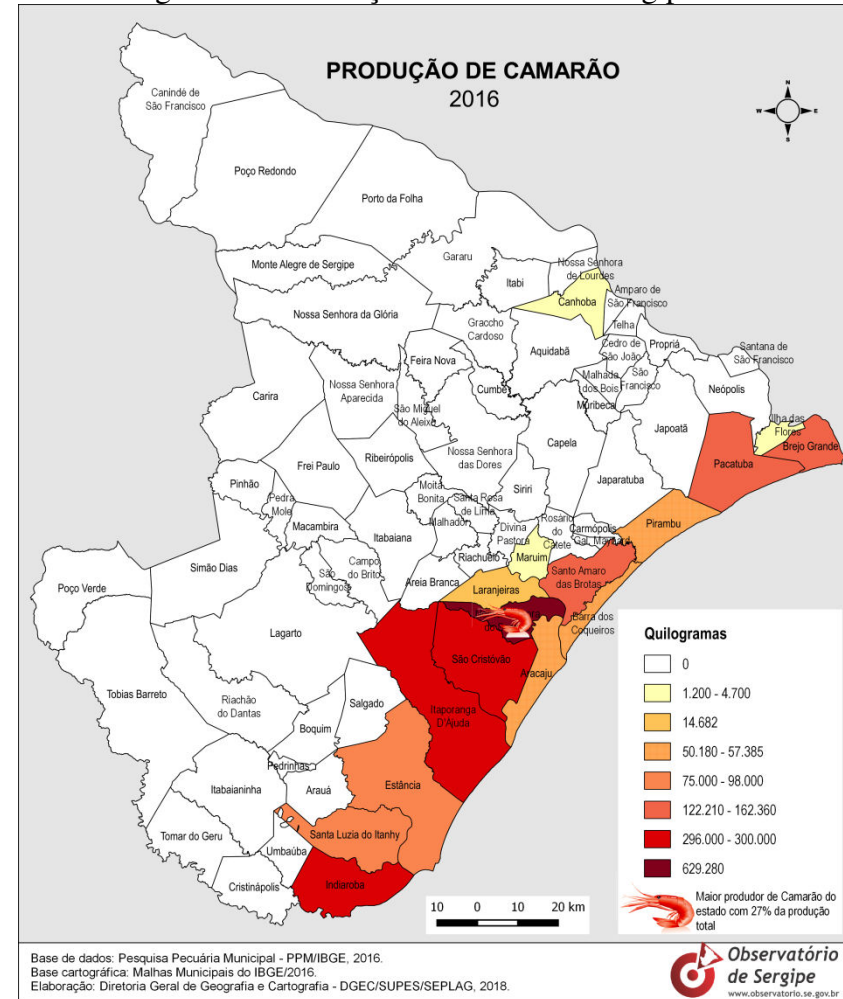 PRODUÇÃO DE CAMARÃO
2016
N
W
E
S
Canindé de
São Francisco
Poço Redondo
Porto da Folha
Monte Alegre de Sergipe
Gararu
Itabi
Nossa Senhora
de Lourdes
Canhoba
Amparo de
São Francisco
Nossa Senhora da Glória
Graccho
Cardoso
Aquidabã
Telha
Cedro de
São João
Propriá
Santana de
São Francisco
Feira Nova
Malhada
dos Bois
São
Francisco
Neópolis
Carira
Nossa Senhora
Aparecida
São Miguel
do Aleixo
Cumbe
Muribeca
Japoatã
Ilha das
Flores
Brejo Grande
Frei Paulo
Ribeirópolis
Nossa Senhora
das Dores
Capela
Pacatuba
Pinhão
Pedra
Mole
Macambira
Moita
Bonita
Santa Rosa
de Lima
Siriri
Japaratuba
Malhador
Divina
Pastora
Rosário
do
Catete
Carmópolis
Gal. Maynard
Pirambu
Poço Verde
Simão Dias
São
Domingos
Campo
do Brito
Itabaiana
Areia Branca
Riachuelo
Maruim
Laranjeiras
Santo Amaro
das Brotas
Barra dos
Coqueiros
Lagarto
São Cristóvão
Aracaju
Tobias Barreto
Riachão
do Dantas
Salgado
Itaporanga
D'Ajuda
Boquim
Pedrinhas
Itabaianinha
Arauá
Estância
Tomar do Geru
Umbaúba
Santa Luzia do Itanhy
Cristinápolis
Indiaroba
Quilogramas
0
1.200 - 4.700
14.682
50.180 - 57.385
75.000 - 98.000
122.210 - 162.360
296.000 - 300.000
629.280
Maior produdor de Camarão do
estado com 27% da produção
total
10 0 10 20 km
Base de dados: Pesquisa Pecuária Municipal - PPM/IBGE, 2016.
Base cartográfica: Malhas Municipais do IBGE/2016.
Elaboração: Diretoria Geral de Geografia e Cartografia - DGEC/SUPES/SEPLAG, 2018.
Observatório
de Sergipe
www.observatorio.se.gov.br